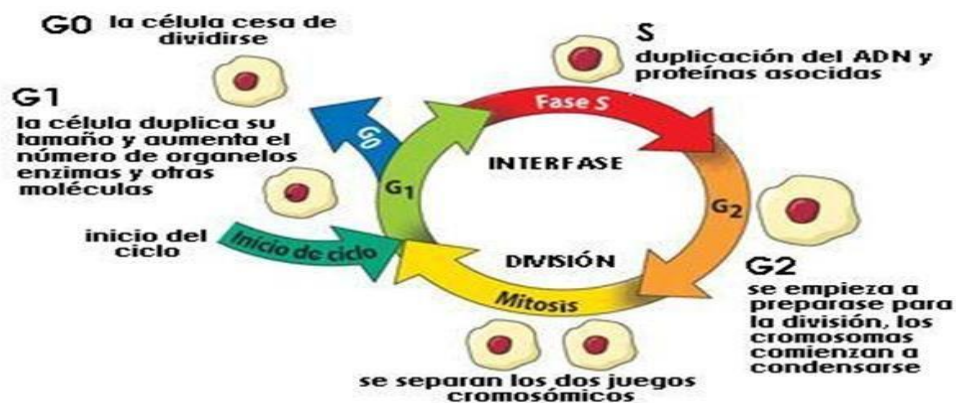 G0 la célula cesa de
dividirse
S
duplicación del ADN y
proteínas asocidas
G1
la célula duplica su
tamaño y aumenta el
número de organelos
enzimas y otras
moléculas
Fase S
G0
G1
INTERFASE
G2
inicio del
ciclo
Inicio de ciclo
DIVISIÓN
Mitosis
G2
se empieza a
preparase para
la división, los
cromosomas
comienzan a
condensarse
se separan los dos juegos
cromosómicos